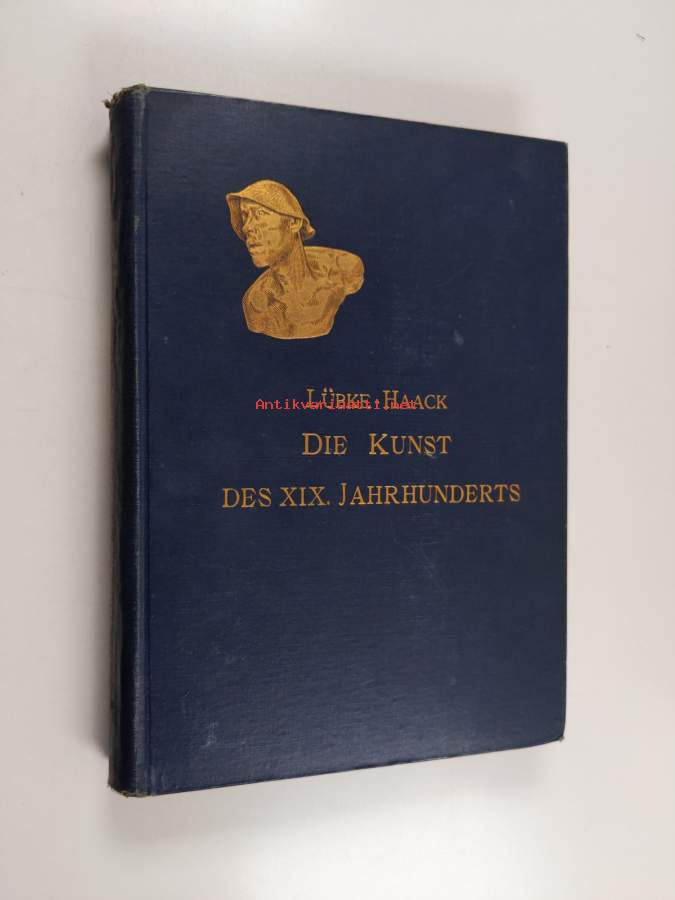 LÜBKE HAACK
Antikvariaatti.net
DIE KUNST
DES XIX. JAHRHUNDERTS